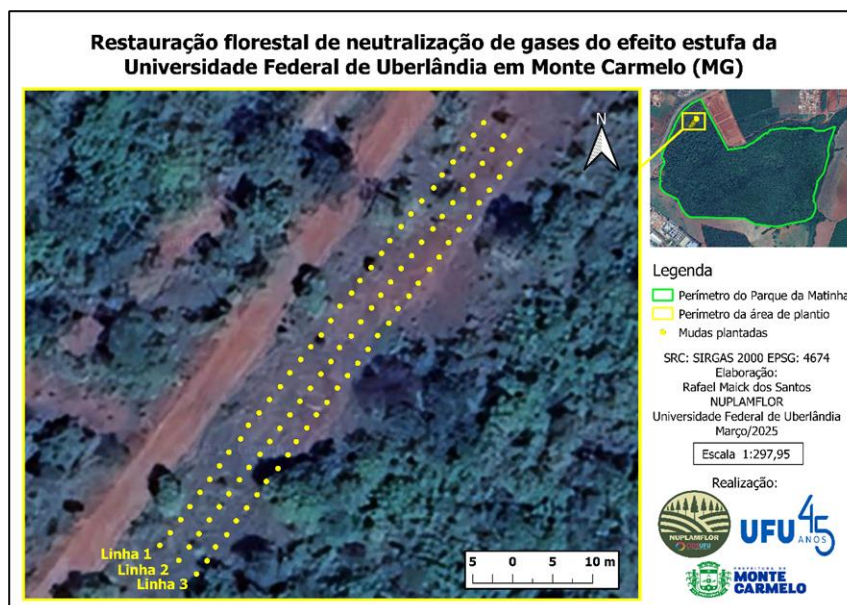 Restauração florestal de neutralização de gases do efeito estufa da
Universidade Federal de Uberlândia em Monte Carmelo (MG)
N
Linha 1
Linha 2
Linha 3
5 0 5 10 m
Legenda
Perímetro do Parque da Matinha
Perímetro da área de plantio
Mudas plantadas
SRC: SIRGAS 2000 EPSG: 4674
Elaboração:
Rafael Maick dos Santos
NUPLAMFLOR
Universidade Federal de Uberlândia
Março/2025
Escala 1:297,95
Realização:
NUPLAMFLOR
UFU 45
ANOS
PREFEITURA DE
MONTE
CARMELO